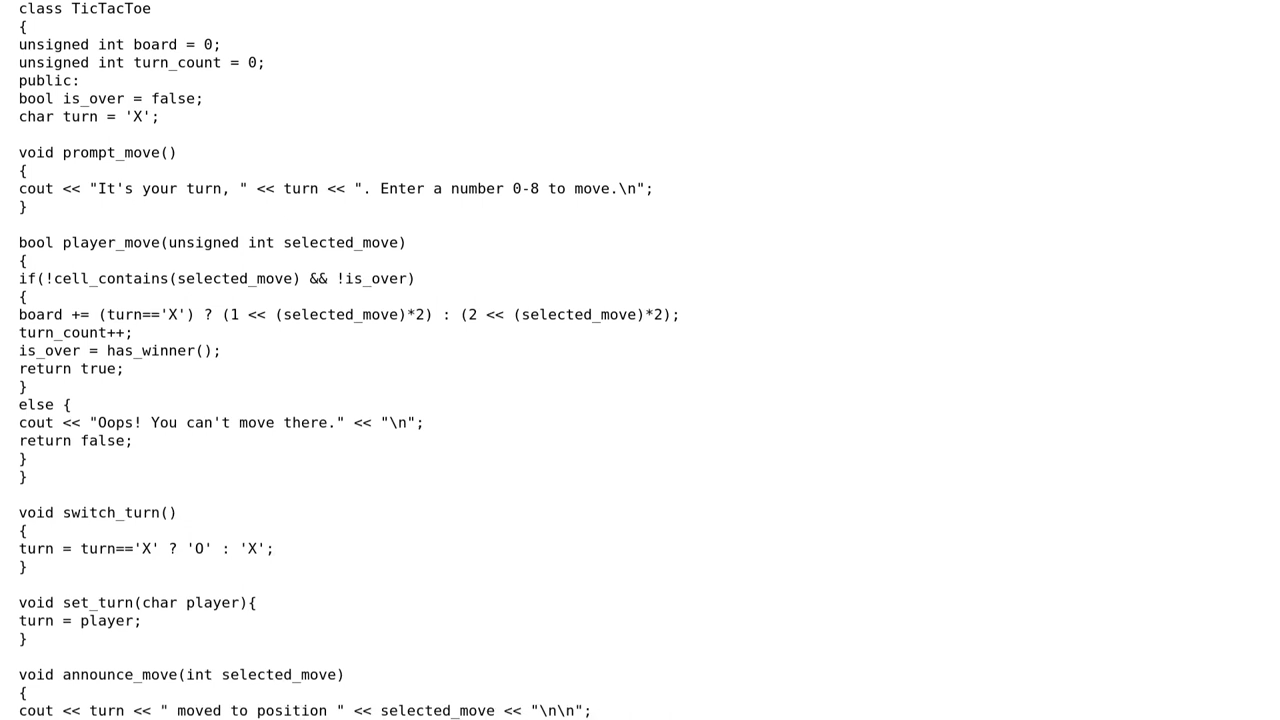 class TicTacToe
{
unsigned int board = 0;
unsigned int turn_count = 0;
public:
bool is_over = false;
char turn = 'X';
void prompt_move()
{
cout << "It's your turn, " << turn << ". Enter a number 0-8 to move.\n";
}
bool player_move(unsigned int selected_move)
{
if(!cell_contains(selected_move) && !is_over)
{
board += (turn=='X') ? (1 << (selected_move)*2) : (2 << (selected_move)*2);
turn_count++;
is_over = has_winner();
return true;
}
else {
cout << "Oops! You can't move there." << "\n";
return false;
}
}
void switch_turn()
{
turn = turn=='X' ? 'O' : 'X';
}
void set_turn(char player){
turn = player;
}
void announce_move(int selected_move)
{
cout << turn << " moved to position " << selected_move << "\n\n";